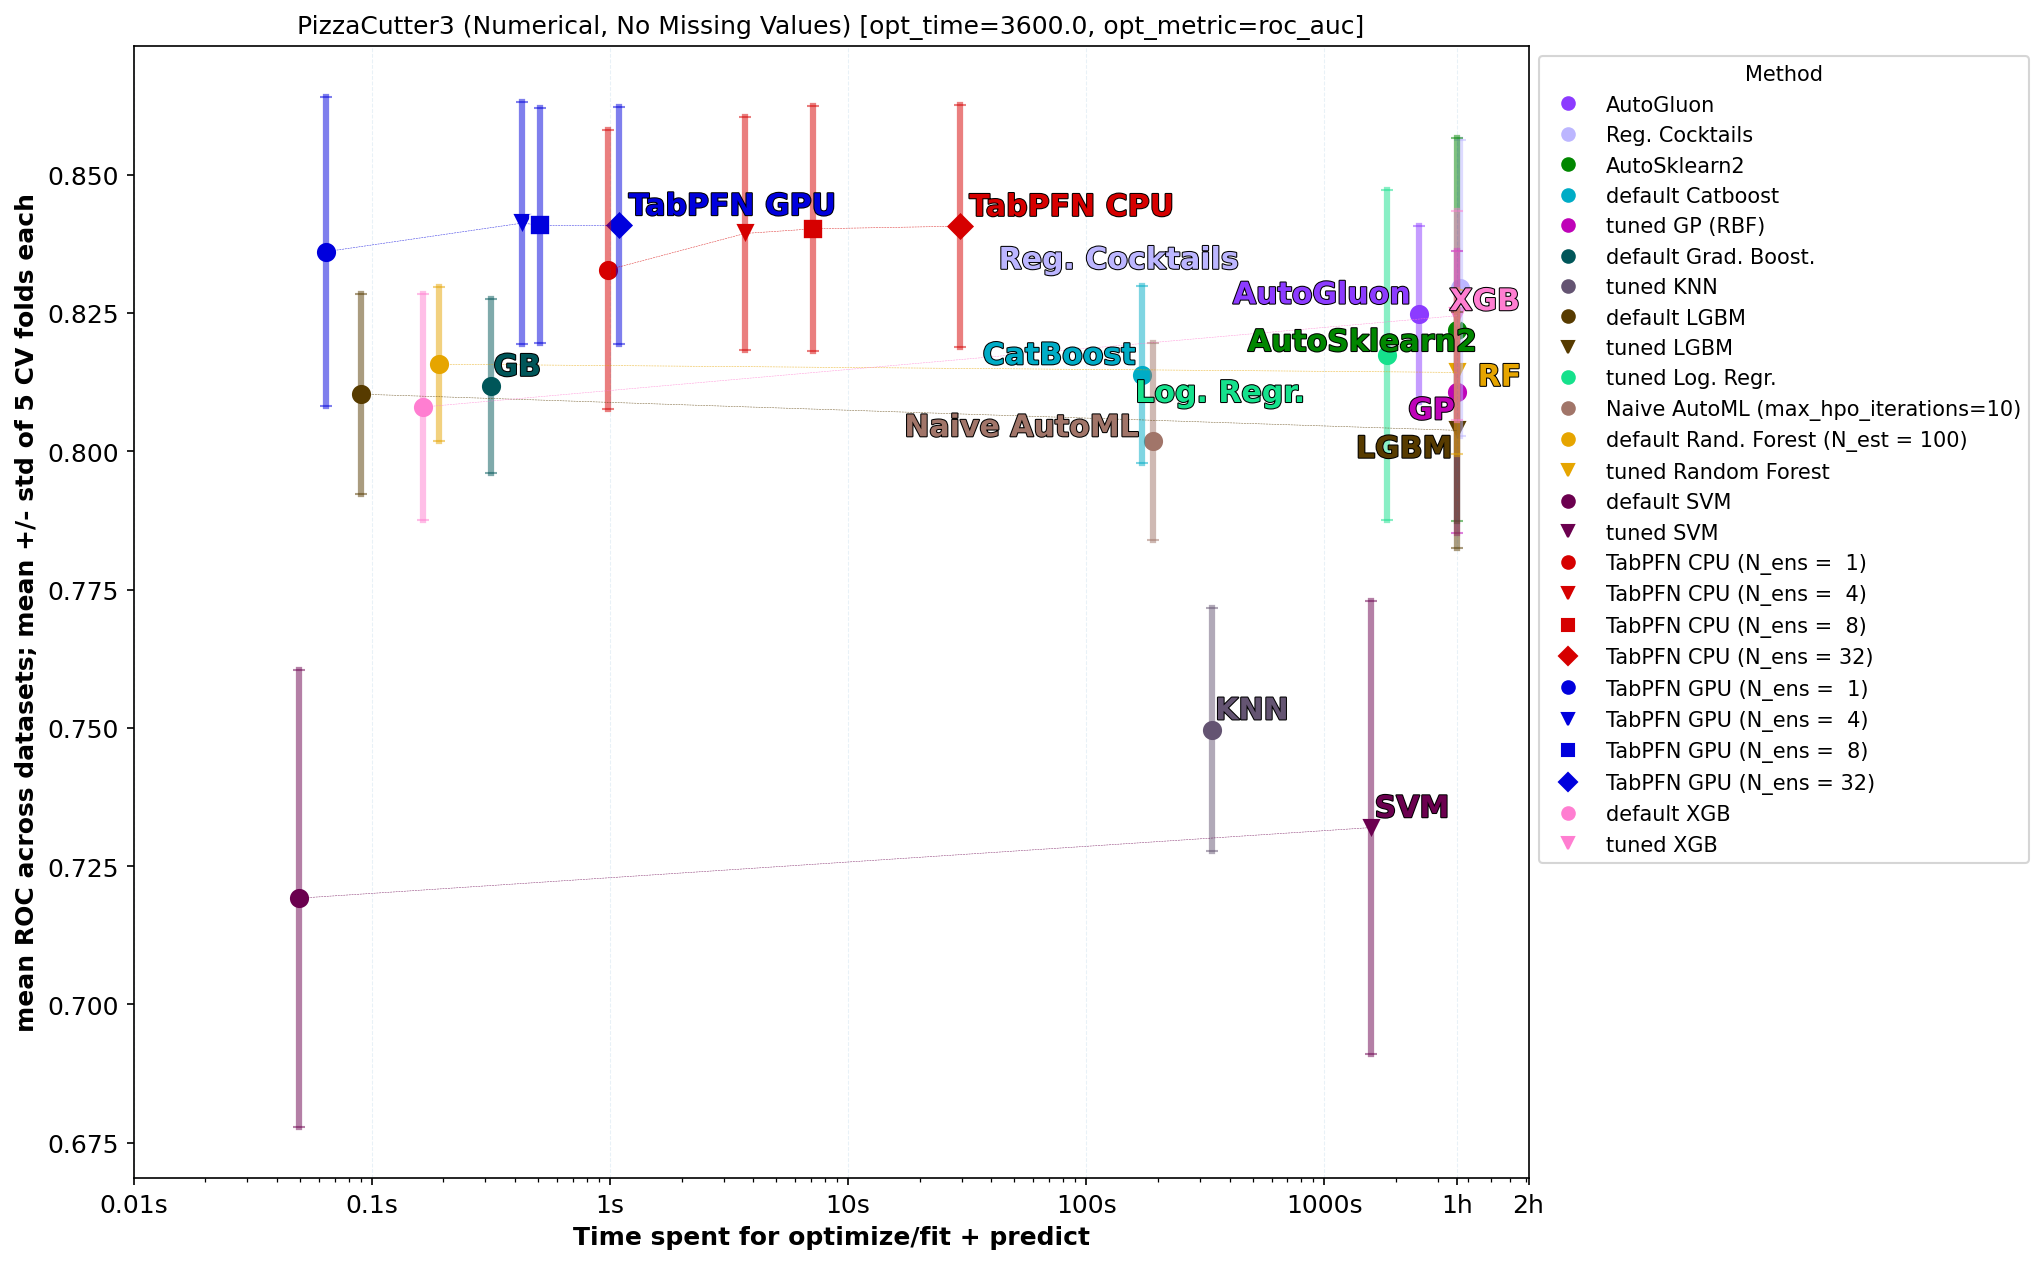 PizzaCutter3 (Numerical, No Missing Values) [opt_time=3600.0, opt_metric=roc_auc]
mean ROC across datasets; mean +/- std of 5 CV folds each
0.850
0.825
0.800
0.775
0.750
0.725
0.700
0.675
TabPFN GPU
TabPFN CPU
Reg. Cocktails
AutoGluon
XGB
AutoSklearn2
CatBoost
GB
RF
Log. Regr.
GP
Naive AutoML
LGBM
KNN
SVM
0.01s
0.1s
1s
10s
100s
1000s
1h
2h
Time spent for optimize/fit + predict
Method
AutoGluon
Reg. Cocktails
AutoSklearn2
default Catboost
tuned GP (RBF)
default Grad. Boost.
tuned KNN
default LGBM
tuned LGBM
tuned Log. Regr.
Naive AutoML (max_hpo_iterations=10)
default Rand. Forest (N_est = 100)
tuned Random Forest
default SVM
tuned SVM
TabPFN CPU (N_ens =  1)
TabPFN CPU (N_ens =  4)
TabPFN CPU (N_ens =  8)
TabPFN CPU (N_ens = 32)
TabPFN GPU (N_ens =  1)
TabPFN GPU (N_ens =  4)
TabPFN GPU (N_ens =  8)
TabPFN GPU (N_ens = 32)
default XGB
tuned XGB